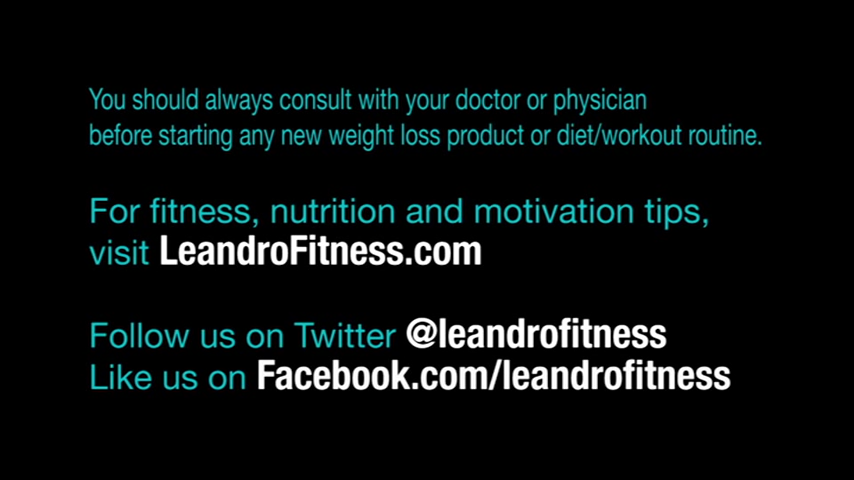 You should always consult with your doctor or physician
before starting any new weight loss product or diet/workout routine.
For fitness, nutrition and motivation tips,
visit LeandroFitness.com
Follow us on Twitter @leandrofitness
Like us on Facebook.com/leandrofitness